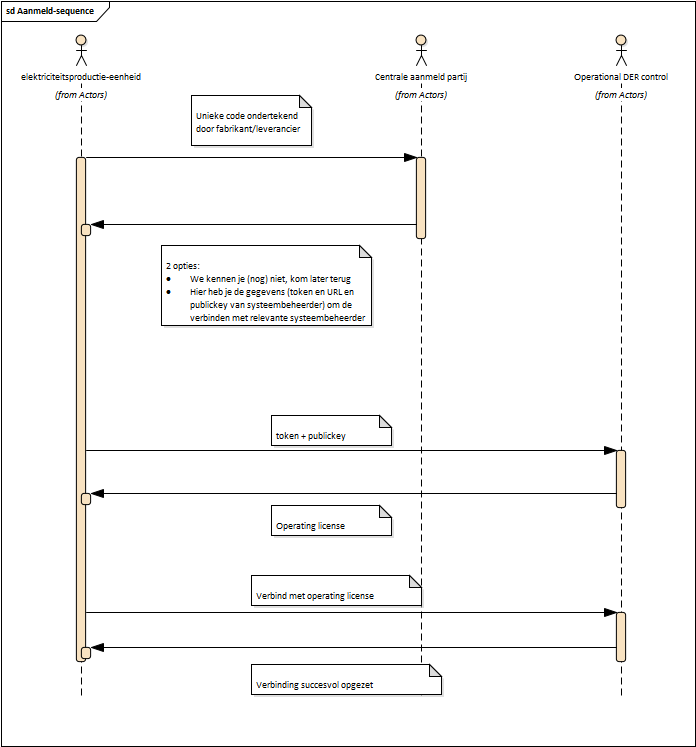 sd Aanmeld-sequence
elektriciteitsproductie-eenheid
(from Actors)
Centrale aanmeld partij
(from Actors)
Operational DER control
(from Actors)
Unieke code ondertekend
door fabrikant/leverancier
2 opties:
• We kennen je (nog) niet, kom later terug
• Hier heb je de gegevens (token en URL en
publickey van systeembeheerder) om de
verbinden met relevante systeembeheerder
token + publickey
Operating license
Verbind met operating license
Verbinding succesvol opgezet